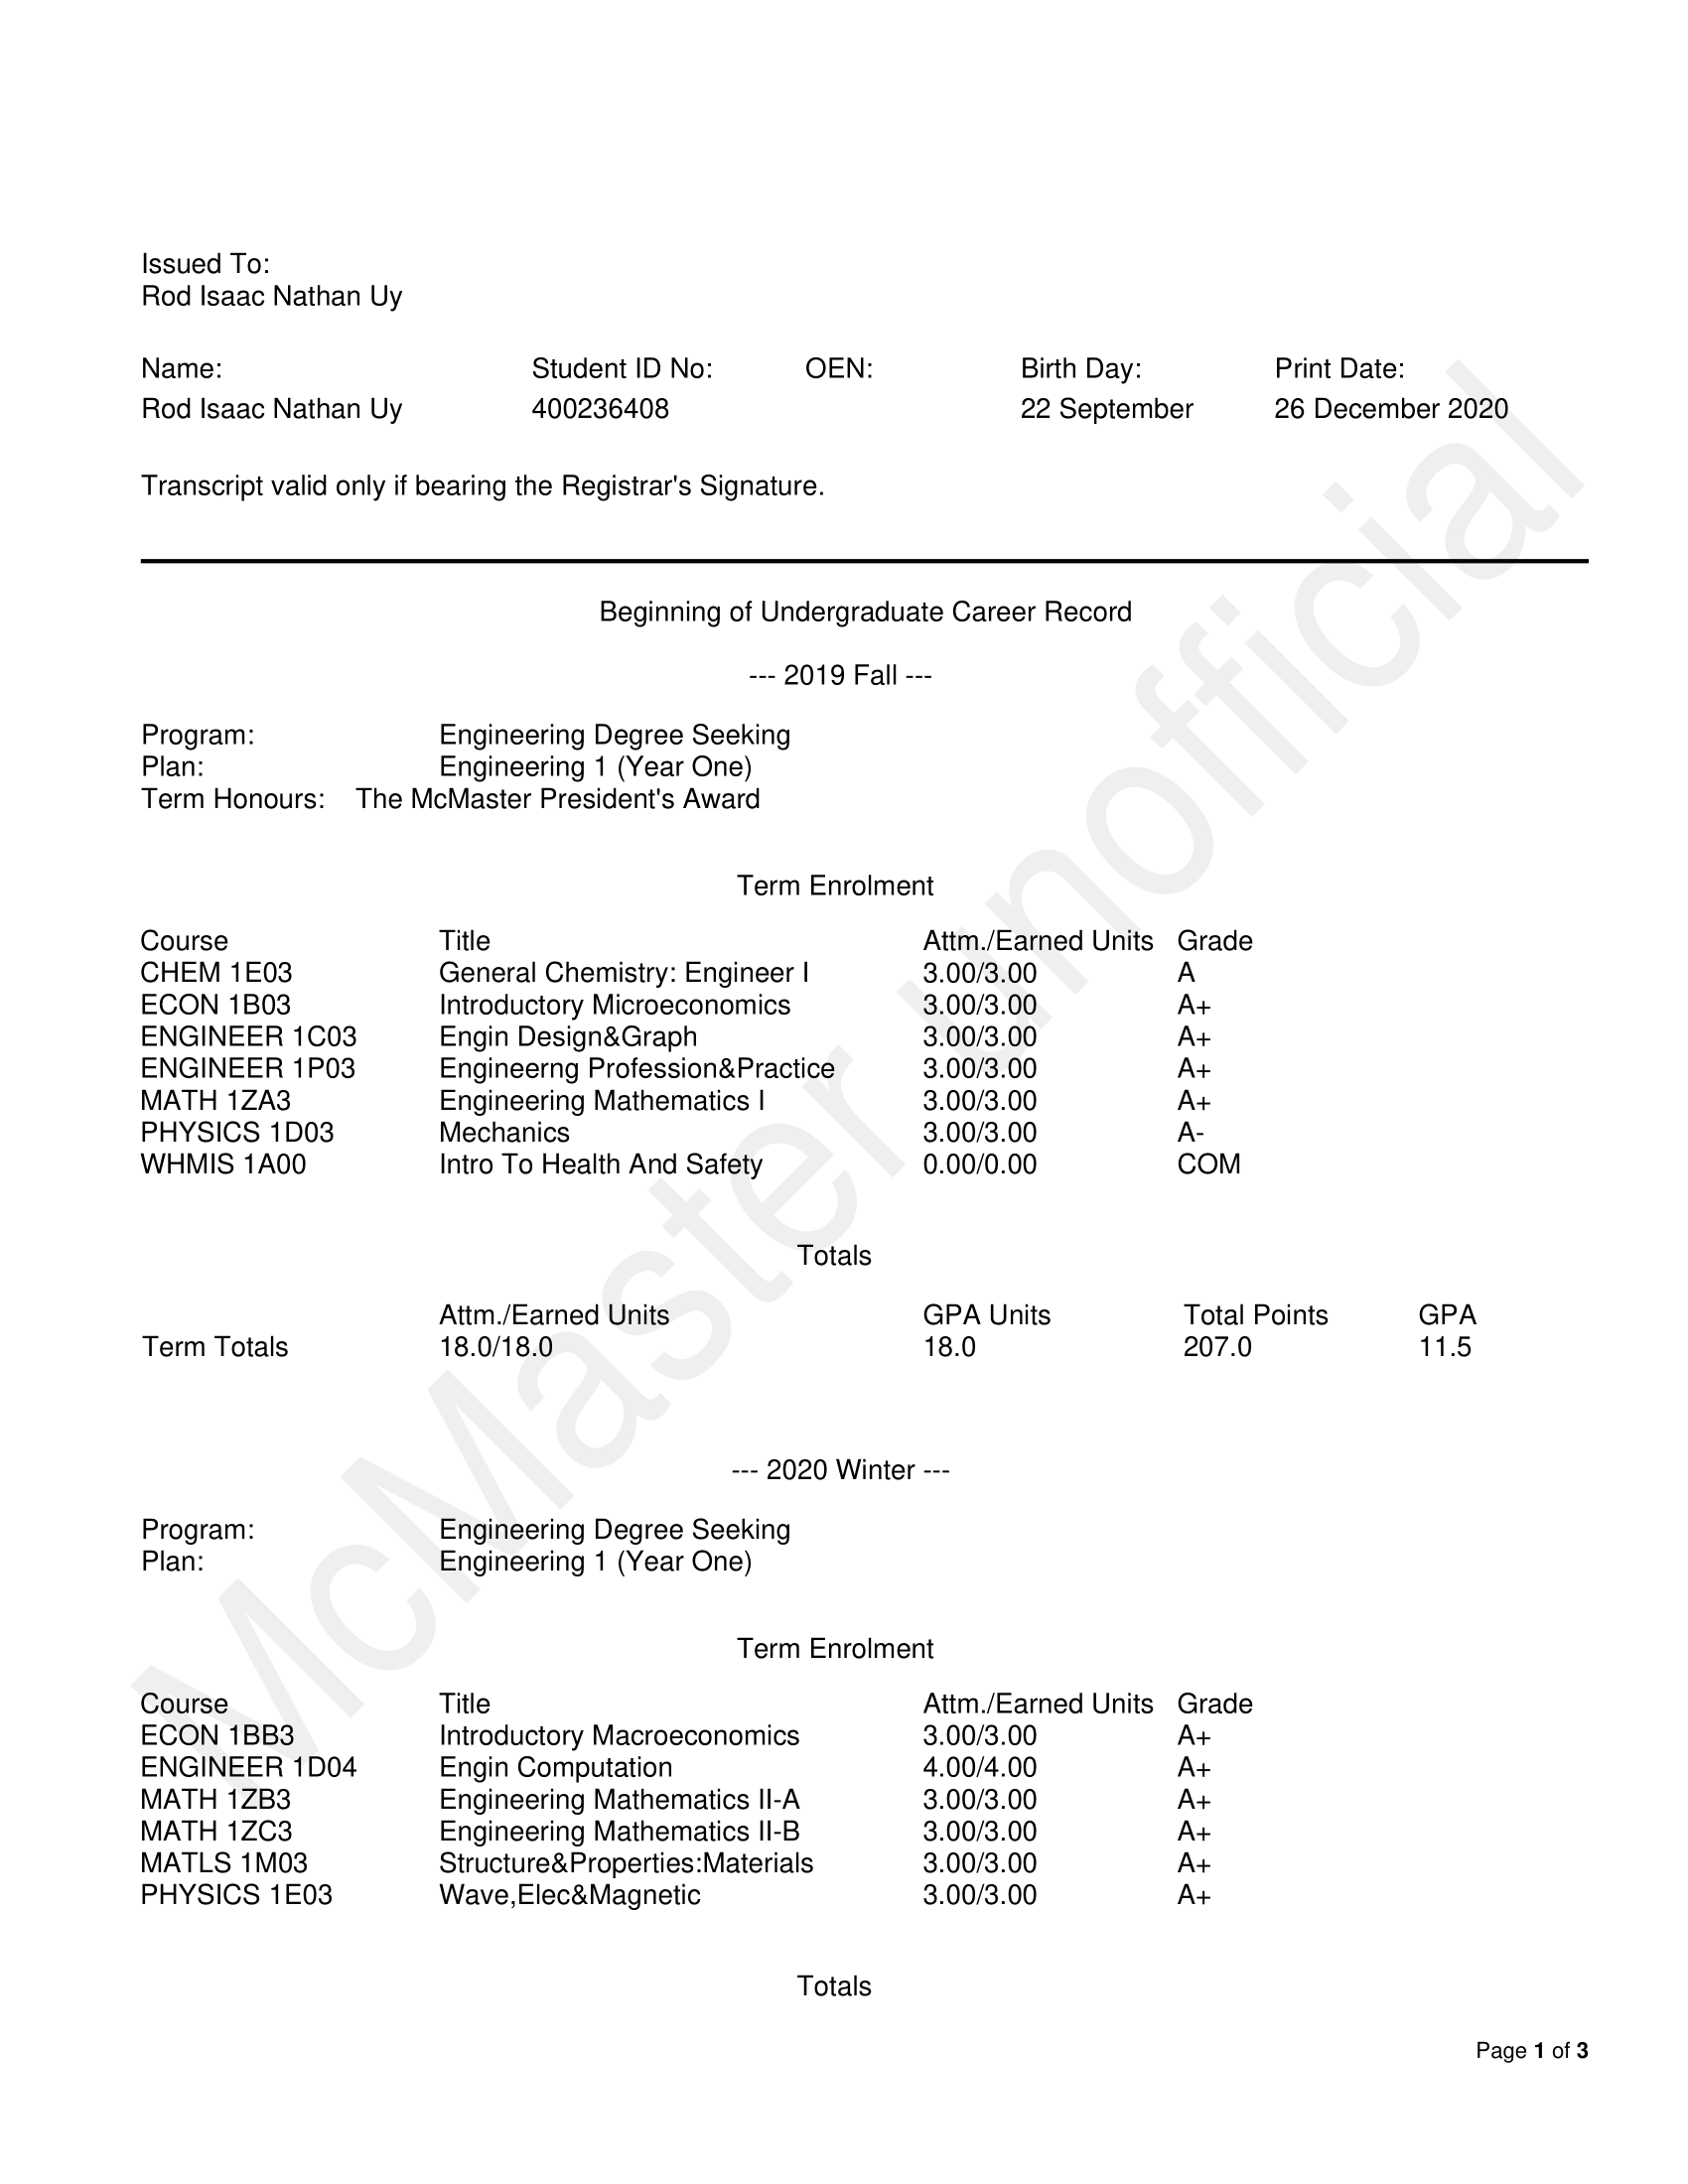 Issued To:
Rod Isaac Nathan Uy
Name: Student ID No: OEN: Birth Day: Print Date:
Rod Isaac Nathan Uy 400236408 22 September 26 December 2020
Transcript valid only if bearing the Registrar's Signature.
Beginning of Undergraduate Career Record
--- 2019 Fall ---
Program: Engineering Degree Seeking
Plan: Engineering 1 (Year One)
Term Honours: The McMaster President's Award
Term Enrolment
Course Title Attm./Earned Units Grade
CHEM 1E03 General Chemistry: Engineer I 3.00/3.00 A
ECON 1B03 Introductory Microeconomics 3.00/3.00 A+
ENGINEER 1C03 Engin Design&Graph 3.00/3.00 A+
ENGINEER 1P03 Engineerng Profession&Practice 3.00/3.00 A+
MATH 1ZA3 Engineering Mathematics I 3.00/3.00 A+
PHYSICS 1D03 Mechanics 3.00/3.00 A-
WHMIS 1A00 Intro To Health And Safety 0.00/0.00 COM
Totals
Attm./Earned Units GPA Units Total Points GPA
Term Totals 18.0/18.0 18.0 207.0 11.5
--- 2020 Winter ---
Program: Engineering Degree Seeking
Plan: Engineering 1 (Year One)
Term Enrolment
Course Title Attm./Earned Units Grade
ECON 1BB3 Introductory Macroeconomics 3.00/3.00 A+
ENGINEER 1D04 Engin Computation 4.00/4.00 A+
MATH 1ZB3 Engineering Mathematics II-A 3.00/3.00 A+
MATH 1ZC3 Engineering Mathematics II-B 3.00/3.00 A+
MATLS 1M03 Structure&Properties:Materials 3.00/3.00 A+
PHYSICS 1E03 Wave,Elec&Magnetic 3.00/3.00 A+
Totals
Page 1 of 3
McMaster unofficial